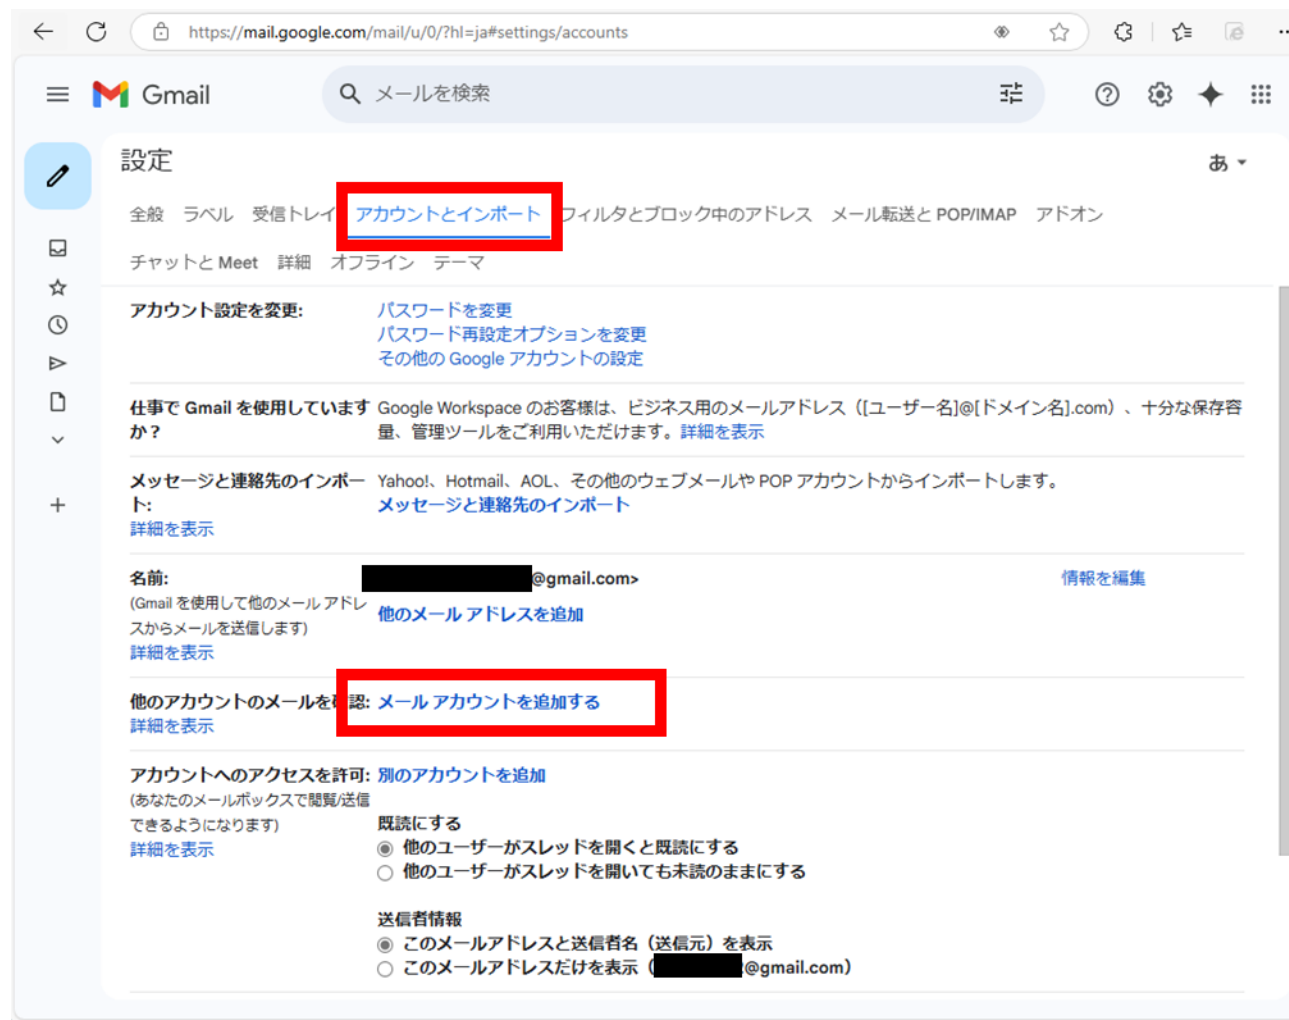 https://mail.google.com/mail/u/0/?hl=ja#settings/accounts
Gmail
メールを検索
設定
あ
全般 ラベル 受信トレイ アカウントとインポート フィルタとブロック中のアドレス メール転送と POP/IMAP アドオン
チャットと Meet 詳細 オフライン テーマ
アカウント設定を変更: パスワードを変更
パスワード再設定オプションを変更
その他の Google アカウントの設定
仕事で Gmail を使用しています Google Workspace のお客様は、ビジネス用のメールアドレス（[ユーザー名]@[ドメイン名].com）、十分な保存容
か？ 量、管理ツールをご利用いただけます。詳細を表示
メッセージと連絡先のインポー Yahoo!、Hotmail、AOL、その他のウェブメールや POP アカウントからインポートします。
ト: メッセージと連絡先のインポート
詳細を表示
名前: @gmail.com> 情報を編集
(Gmail を使用して他のメール アドレ
他のメール アドレスを追加
スからメールを送信します)
詳細を表示
他のアカウントのメールを確認: メール アカウントを追加する
詳細を表示
アカウントへのアクセスを許可: 別のアカウントを追加
(あなたのメールボックスで閲覧/送信
できるようになります) 既読にする
詳細を表示 他のユーザーがスレッドを開くと既読にする
他のユーザーがスレッドを開いても未読のままにする
送信者情報
このメールアドレスと送信者名（送信元）を表示
このメールアドレスだけを表示（ @gmail.com）